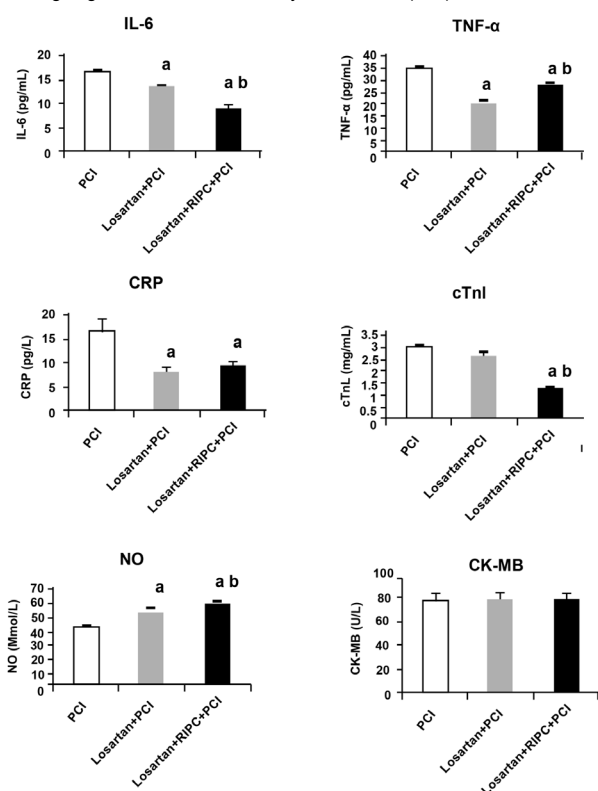 IL-6
IL-6 (pg/mL)
20
15
10
5
0
a
a b
PCI
Losartan+PCI
Losartan+RIPC+PCI
TNF-α
TNF-α (pg/mL)
40
35
30
25
20
15
10
5
0
a
a b
PCI
Losartan+PCI
Losartan+RIPC+PCI
CRP
CRP (pg/L)
20
15
10
5
0
a
a
PCI
Losartan+PCI
Losartan+RIPC+PCI
cTnI
cTnL (mg/mL)
3.5
3
2.5
2
1.5
1
0.5
0
a b
PCI
Losartan+PCI
Losartan+RIPC+PCI
NO
NO (Mmol/L)
70
60
50
40
30
20
10
0
a
a b
PCI
Losartan+PCI
Losartan+RIPC+PCI
CK-MB
CK-MB (U/L)
100
80
60
40
20
0
PCI
Losartan+PCI
Losartan+RIPC+PCI